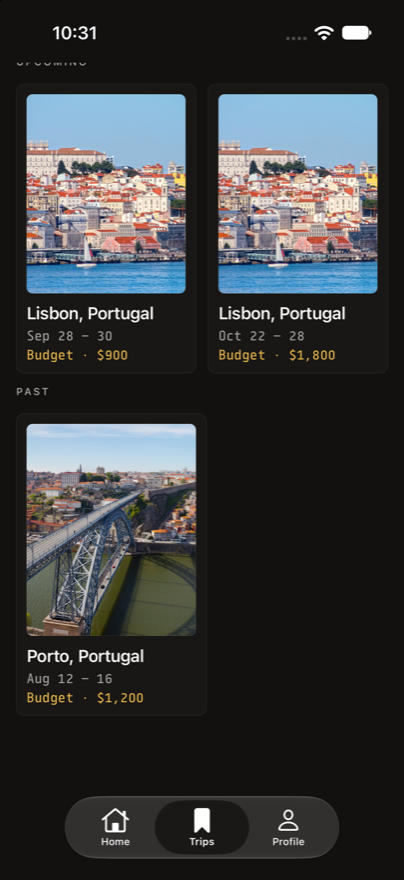 10:31
UPCOMING
Lisbon, Portugal
Sep 28 – 30
Budget · $900
Lisbon, Portugal
Oct 22 – 28
Budget · $1,800
PAST
Porto, Portugal
Aug 12 – 16
Budget · $1,200
Home
Trips
Profile